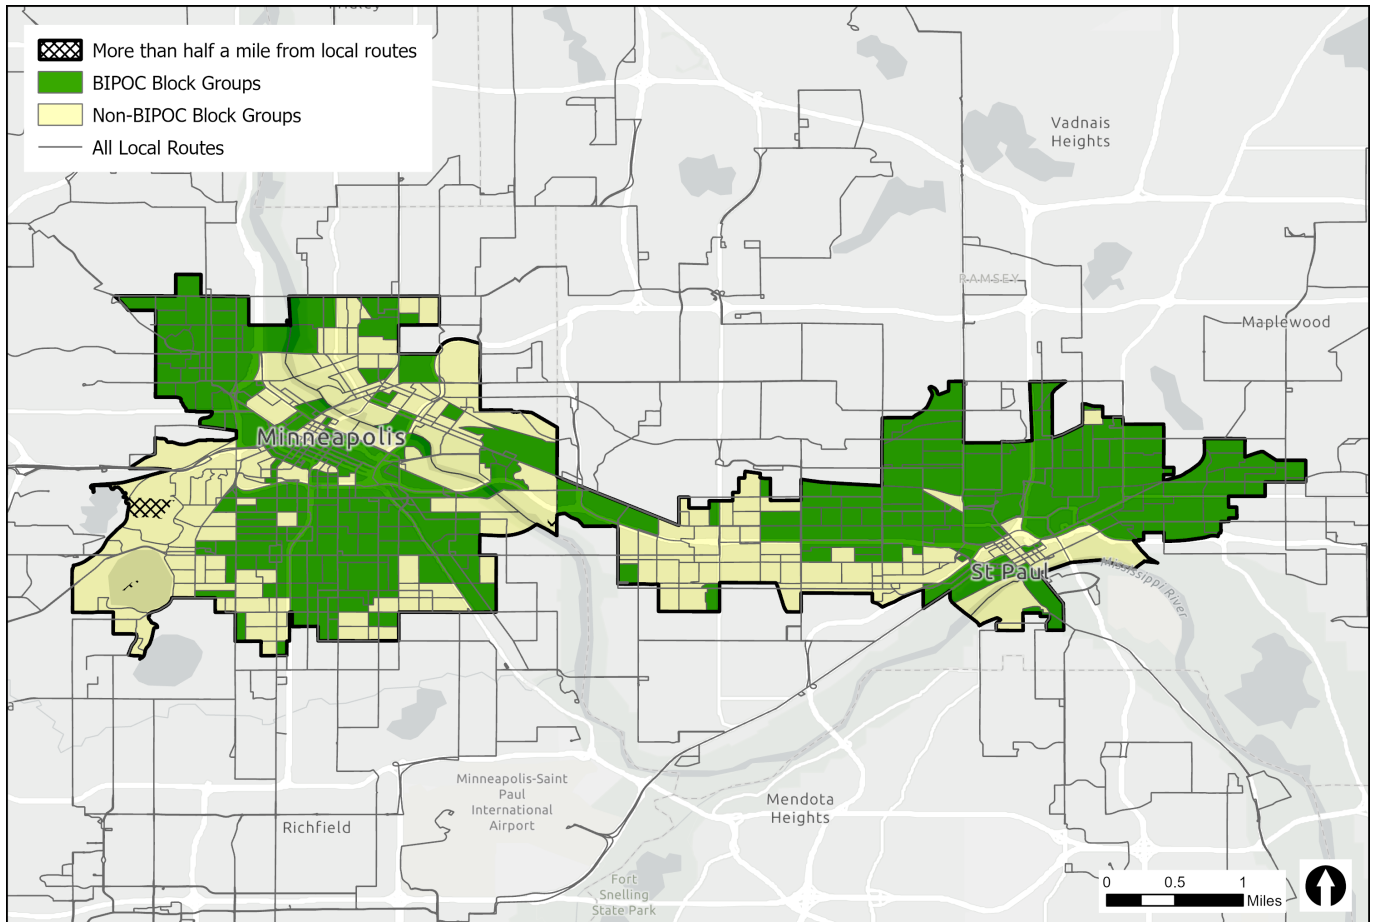 More than half a mile from local routes
BIPOC Block Groups
Non-BIPOC Block Groups
All Local Routes
Vadnais
Heights
RAMSEY
Maplewood
Minneapolis
St Paul
Mississippi River
Minneapolis-Saint
Paul
International
Airport
Mendota
Heights
Richfield
Fort
Snelling
State Park
0 0.5 1
Miles